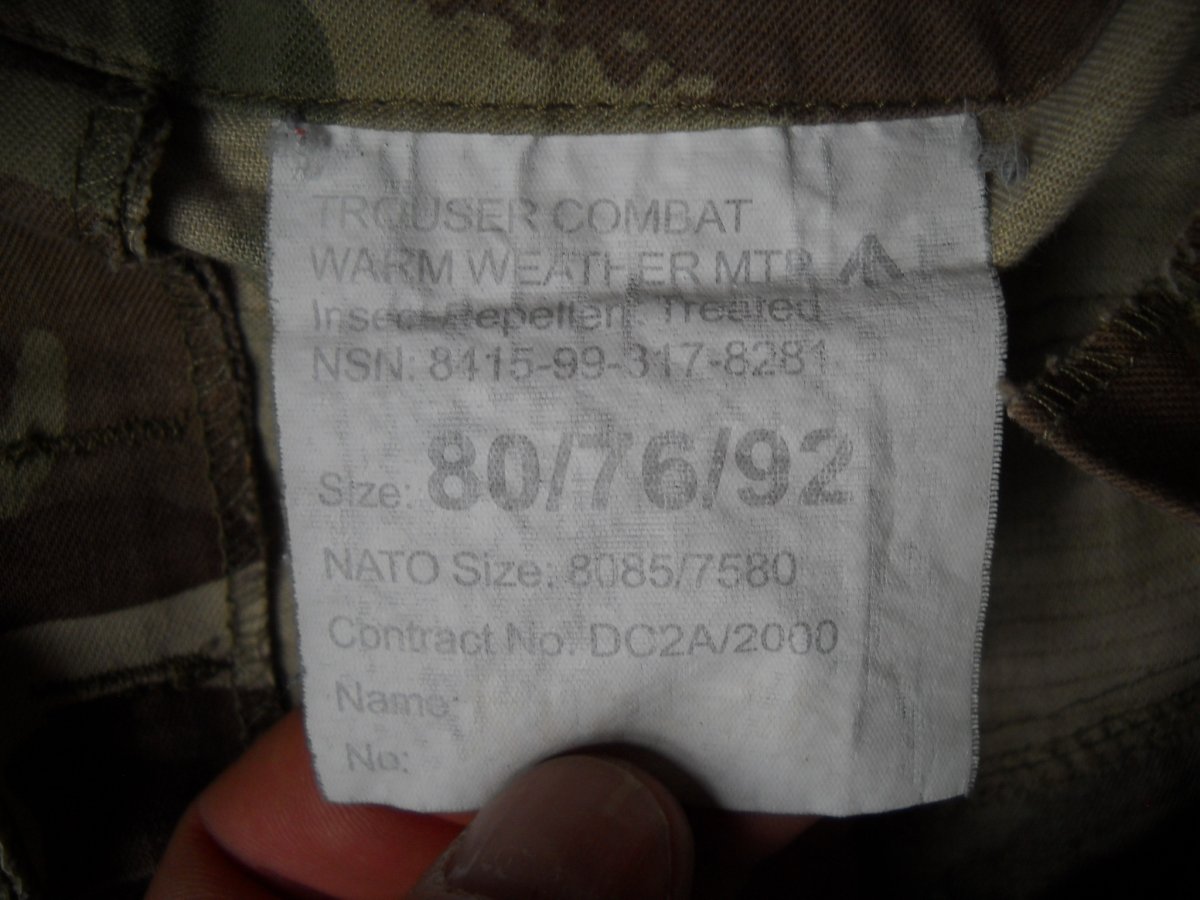 TROUSER COMBAT
WARM WEATHER MTP
Insect Repellent Treated
NSN: 8415-99-317-8281
Size: 80/76/92
NATO Size: 8085/7580
Contract No: DC2A/2000
Name:
No: